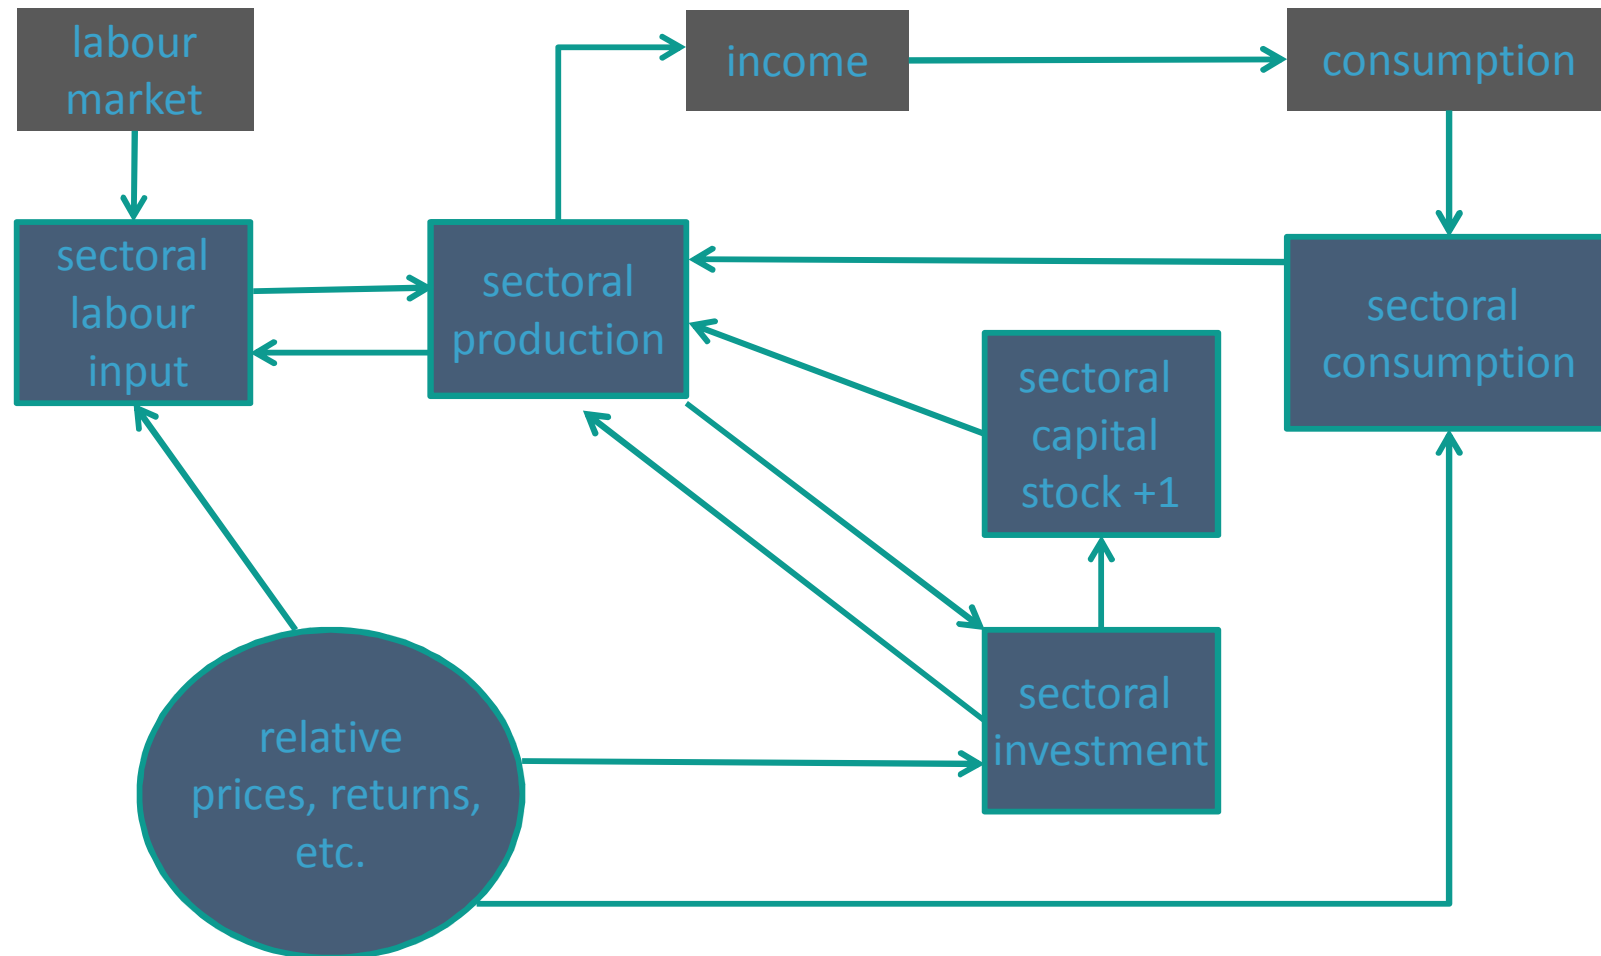 labour
market
income
consumption
sectoral
labour
input
sectoral
production
sectoral
consumption
sectoral
capital
stock +1
sectoral
investment
relative
prices, returns,
etc.